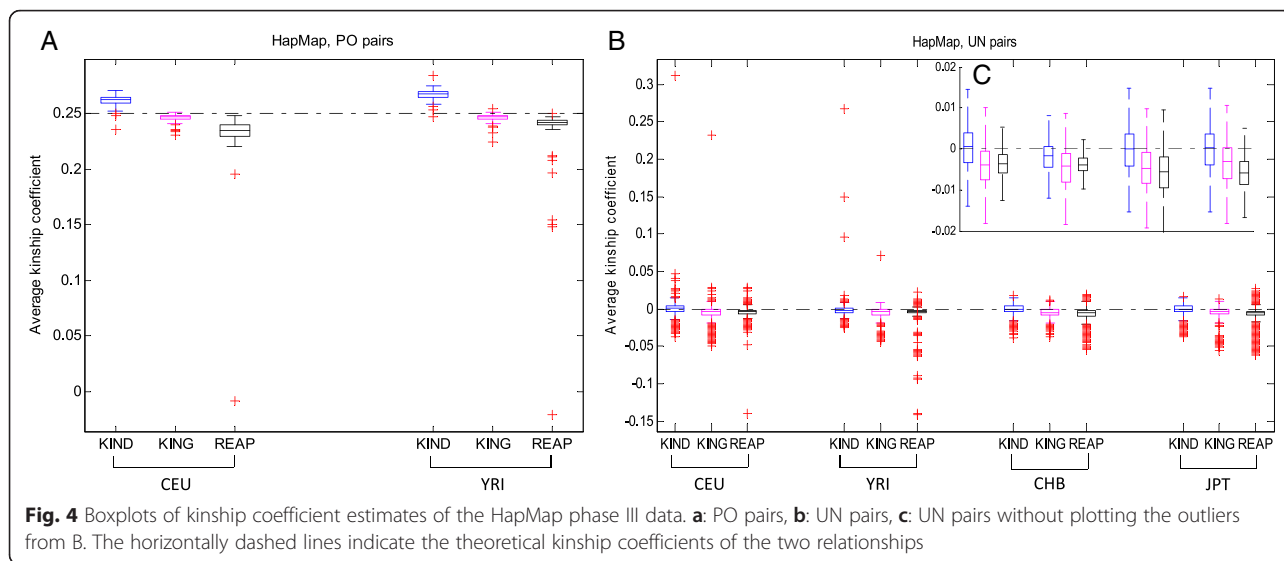 A
HapMap, PO pairs
Average kinship coefficient
0.25
0.2
0.15
0.1
0.05
0
KIND KING REAP KIND KING REAP
CEU YRI
B
HapMap, UN pairs
Average kinship coefficient
0.3
0.25
0.2
0.15
0.1
0.05
0
-0.05
-0.1
-0.15
C
0.02
0.01
0
-0.01
-0.02
KIND KING REAP KIND KING REAP KIND KING REAP KIND KING REAP
CEU YRI CHB JPT
Fig. 4 Boxplots of kinship coefficient estimates of the HapMap phase III data. a: PO pairs, b: UN pairs, c: UN pairs without plotting the outliers
from B. The horizontally dashed lines indicate the theoretical kinship coefficients of the two relationships